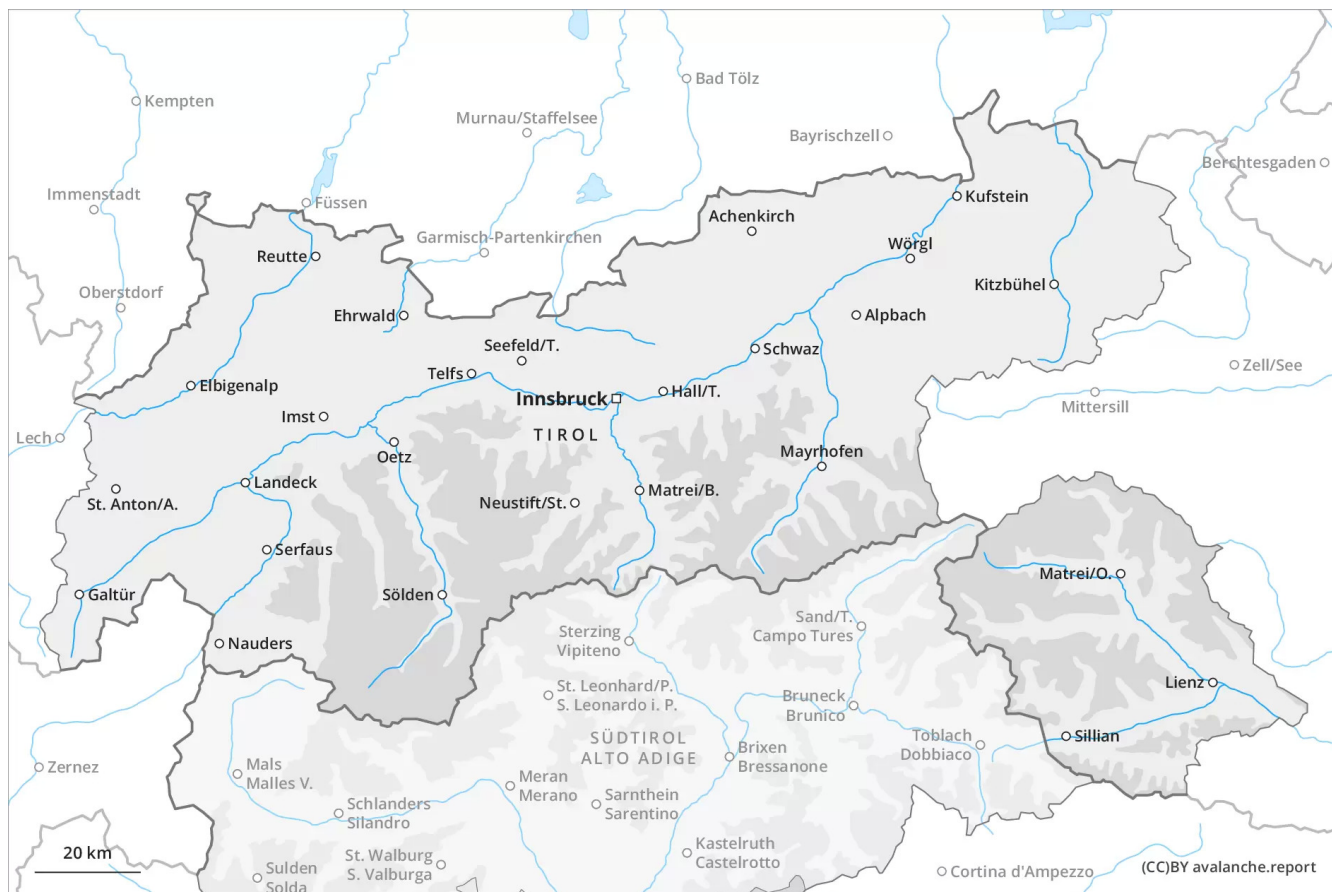 Bad Tölz
Kempten
Murnau/Staffelsee
Bayrischzell
Berchtesgaden
Immenstadt
Füssen
Kufstein
Achenkirch
Garmisch-Partenkirchen
Wörgl
Reutte
Kitzbühel
Oberstdorf
Ehrwald
Alpbach
Seefeld/T.
Schwaz
Zell/See
Telfs
Elbigenalp
Hall/T.
Innsbruck
Mittersill
Imst
TIROL
Lech
Oetz
Mayrhofen
Landeck
Matrei/B.
St. Anton/A.
Neustift/St.
Serfaus
Matrei/O.
Galtür
Sölden
Sand/T.
Campo Tures
Sterzing
Vipiteno
Nauders
Lienz
St. Leonhard/P.
S. Leonardo i. P.
Bruneck
Brunico
SÜDTIROL
ALTO ADIGE
Toblach
Dobbiaco
Sillian
Brixen
Bressanone
Zernez
Mals
Malles V.
Meran
Merano
Sarnthein
Sarentino
Schlanders
Silandro
Kastelruth
Castelrotto
20 km
St. Walburg
S. Valburga
Sulden
Solda
Cortina d'Ampezzo
(CC)BY avalanche.report